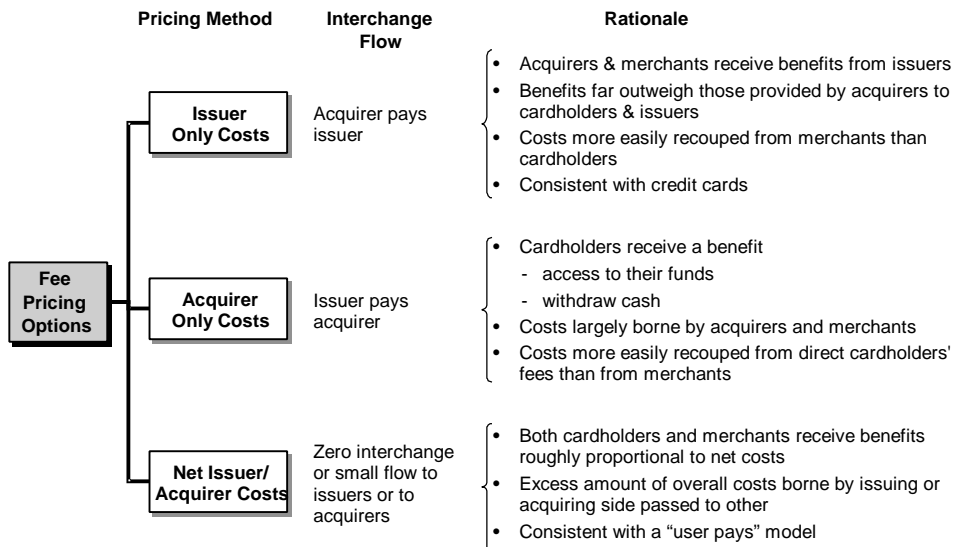 Pricing Method
Interchange
Flow
Rationale
Fee
Pricing
Options
Issuer
Only Costs
Acquirer pays
issuer
• Acquirers & merchants receive benefits from issuers
• Benefits far outweigh those provided by acquirers to
cardholders & issuers
• Costs more easily recouped from merchants than
cardholders
• Consistent with credit cards
Acquirer
Only Costs
Issuer pays
acquirer
• Cardholders receive a benefit
- access to their funds
- withdraw cash
• Costs largely borne by acquirers and merchants
• Costs more easily recouped from direct cardholders'
fees than from merchants
Net Issuer/
Acquirer Costs
Zero interchange
or small flow to
issuers or to
acquirers
• Both cardholders and merchants receive benefits
roughly proportional to net costs
• Excess amount of overall costs borne by issuing or
acquiring side passed to other
• Consistent with a “user pays” model